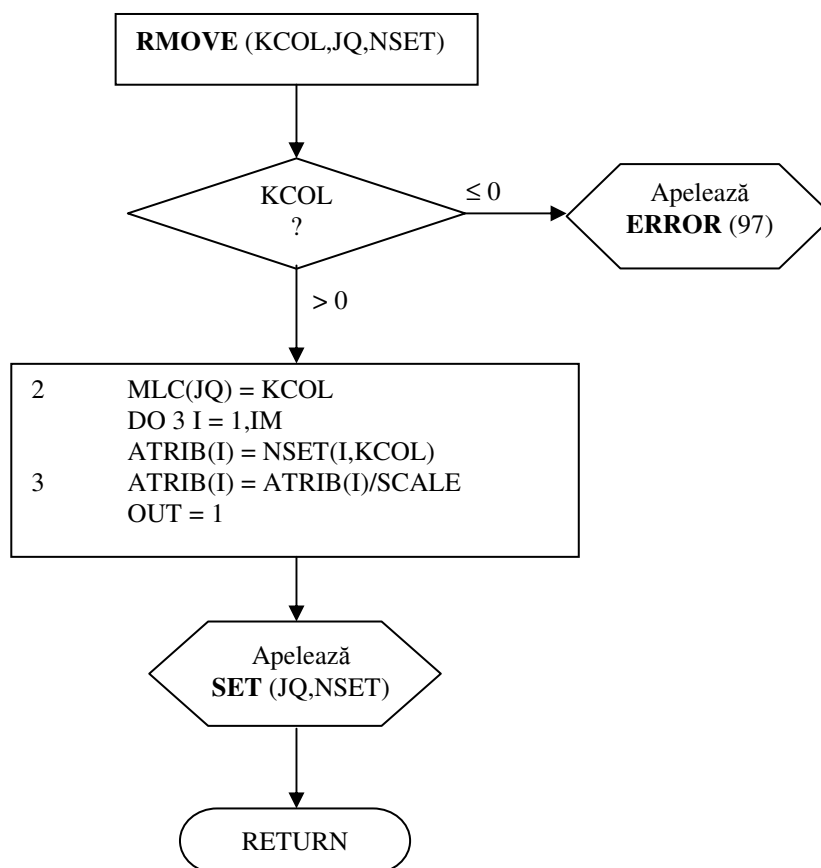 RMOVE (KCOL,JQ,NSET)
KCOL
?
≤ 0
Apelează
ERROR (97)
> 0
2 MLC(JQ) = KCOL
DO 3 I = 1,IM
ATRIB(I) = NSET(I,KCOL)
3 ATRIB(I) = ATRIB(I)/SCALE
OUT = 1
Apelează
SET (JQ,NSET)
RETURN